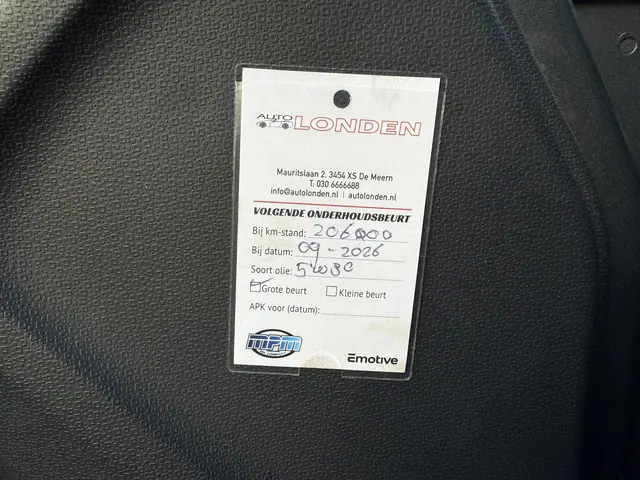 AUTO LONDEN
Mauritslaan 2, 3454 XS De Meern
T: 030 6666688
info@autolonden.nl | autolonden.nl
VOLGENDE ONDERHOUDSBEURT
Bij km-stand: 206000
Bij datum: 09-2026
Soort olie: 5w30
Grote beurt Kleine beurt
APK voor (datum):
MPM Emotive